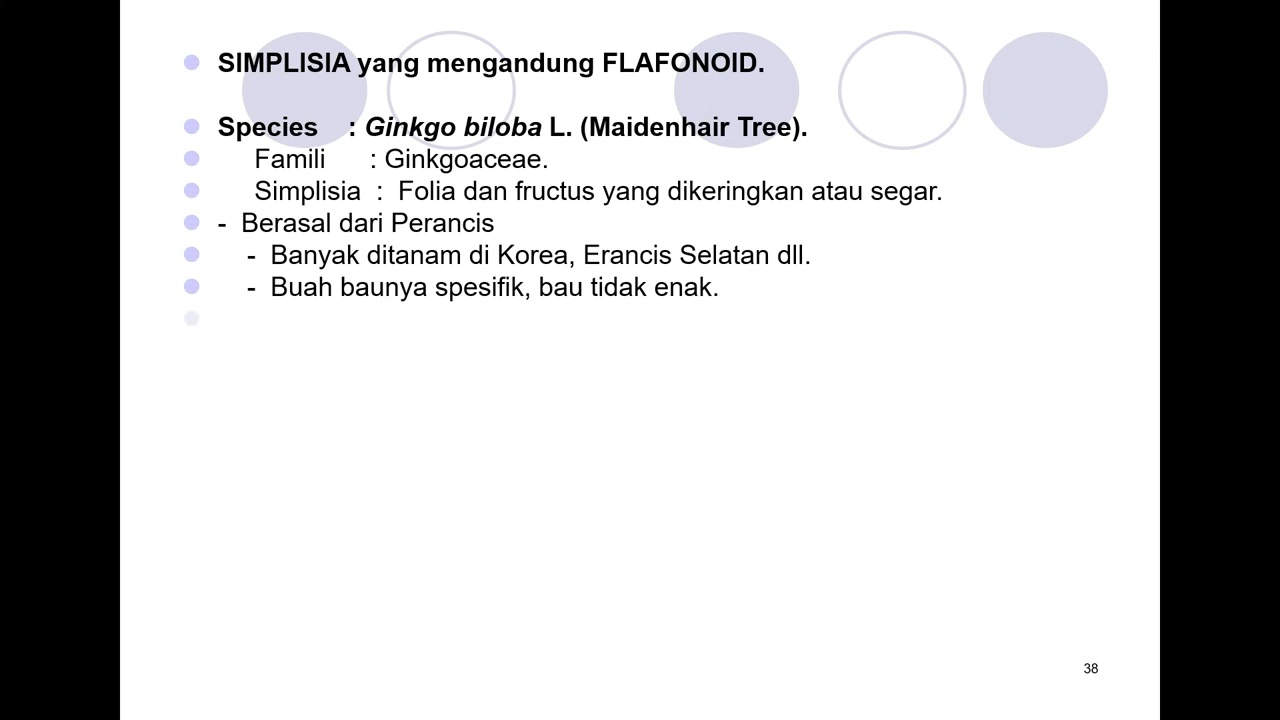 SIMPLISIA yang mengandung FLAFONOID.
Species : Ginkgo biloba L. (Maidenhair Tree).
Famili : Ginkgoaceae.
Simplisia : Folia dan fructus yang dikeringkan atau segar.
- Berasal dari Perancis
- Banyak ditanam di Korea, Erancis Selatan dll.
- Buah baunya spesifik, bau tidak enak.
38